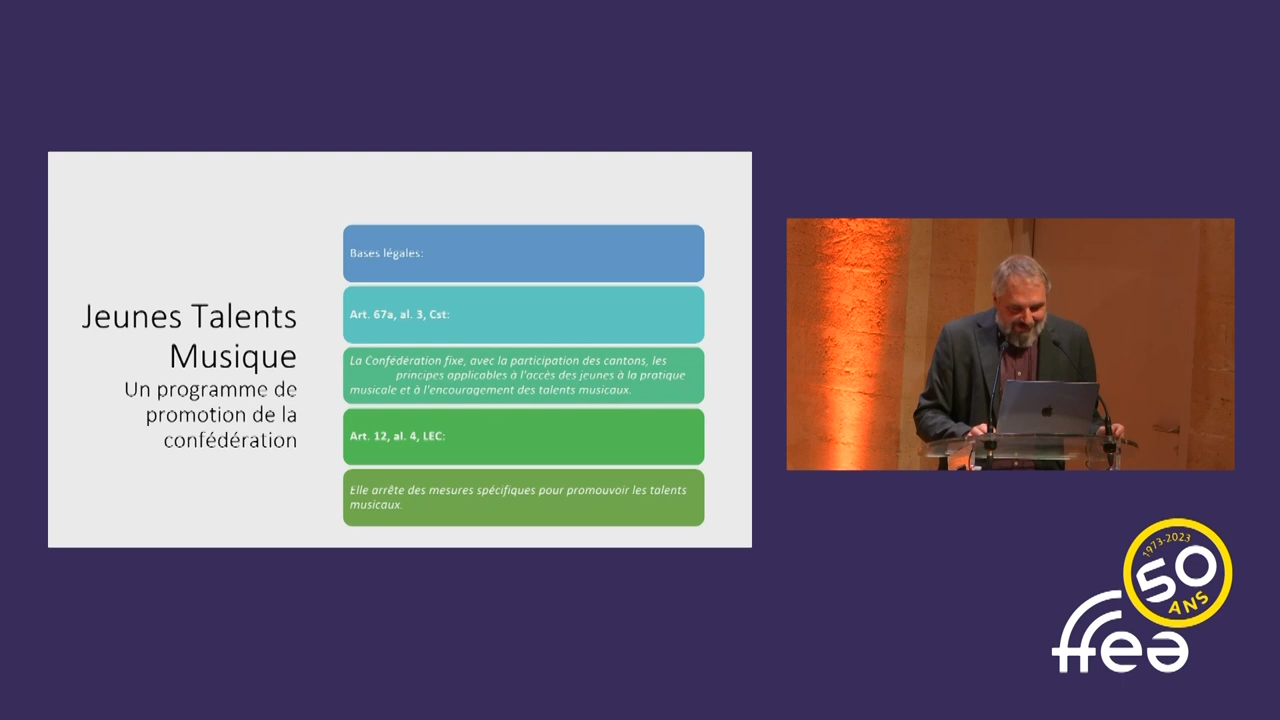 Jeunes Talents
Musique
Un programme de
promotion de la
confédération
Bases légales:
Art. 67a, al. 3, Cst:
La Confédération fixe, avec la participation des cantons, les
principes applicables à l'accès des jeunes à la pratique
musicale et à l'encouragement des talents musicaux.
Art. 12, al. 4, LEC:
Elle arrête des mesures spécifiques pour promouvoir les talents
musicaux.
1973-2023
50
ANS
ffea